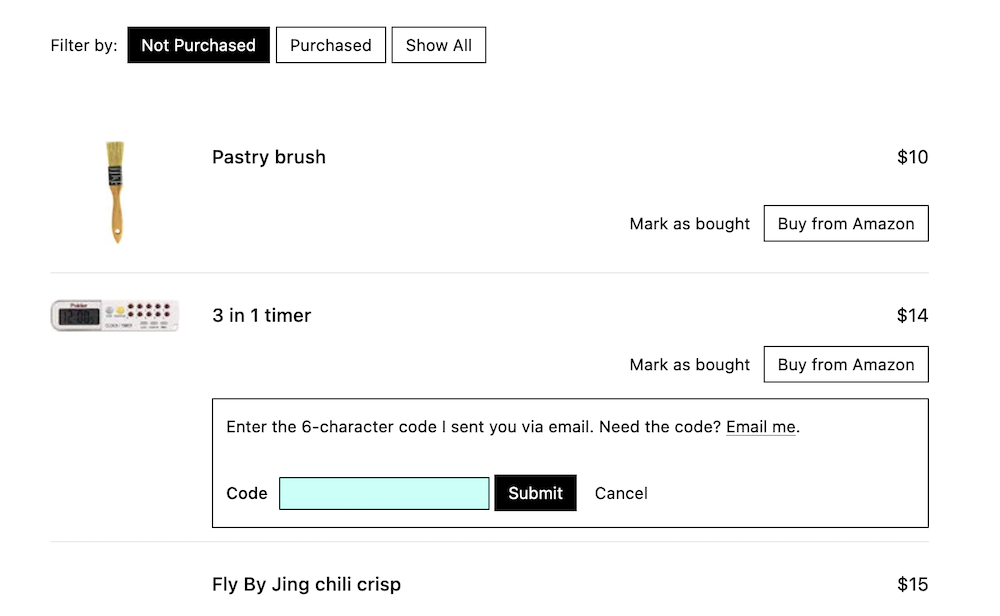 Filter by: Not Purchased Purchased Show All
Pastry brush $10
Mark as bought Buy from Amazon
3 in 1 timer $14
Mark as bought Buy from Amazon
Enter the 6-character code I sent you via email. Need the code? Email me.
Code Submit Cancel
Fly By Jing chili crisp $15